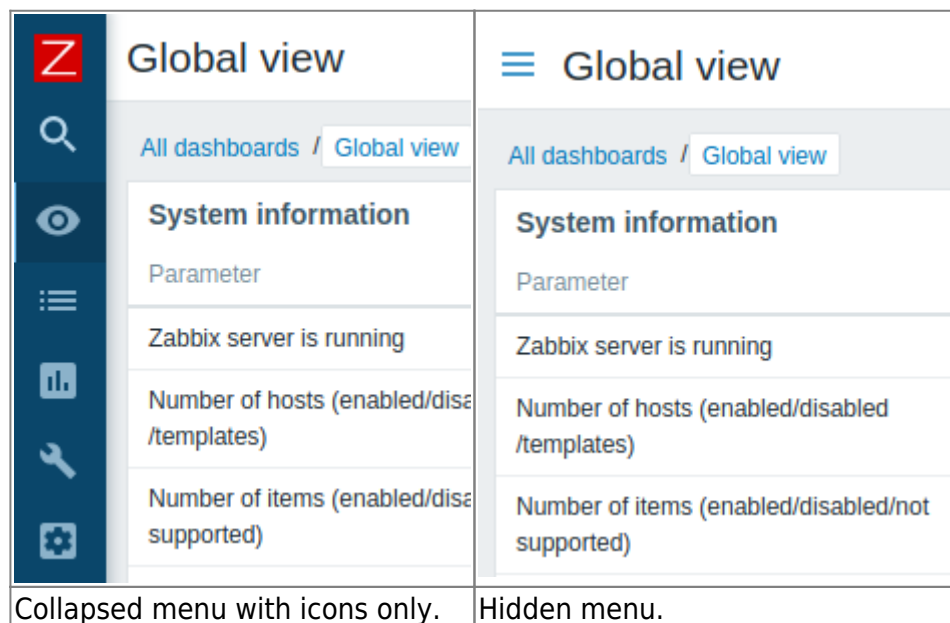 Z
Global view
All dashboards / Global view
System information
Parameter
Zabbix server is running
Number of hosts (enabled/disa
/templates)
Number of items (enabled/disa
supported)
Collapsed menu with icons only.
Global view
All dashboards / Global view
System information
Parameter
Zabbix server is running
Number of hosts (enabled/disabled
/templates)
Number of items (enabled/disabled/not
supported)
Hidden menu.